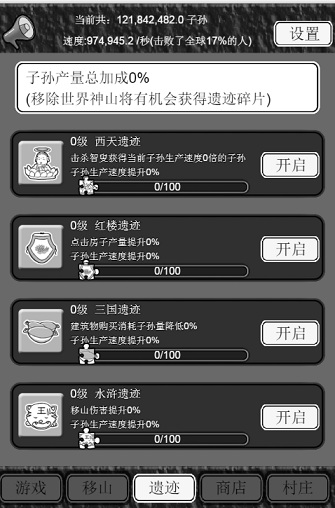 当前共：121,842,482.0 子孙
速度:974,945.2 /秒(击败了全球17%的人)
设置
子孙产量总加成0%
(移除世界神山将有机会获得遗迹碎片)
0级 西天遗迹
击杀智叟获得当前子孙生产速度0倍的子孙
子孙生产速度提升0%
0/100
开启
0级 红楼遗迹
点击房子产量提升0%
子孙生产速度提升0%
0/100
开启
0级 三国遗迹
建筑物购买消耗子孙量降低0%
子孙生产速度提升0%
0/100
开启
0级 水浒遗迹
移山伤害提升0%
子孙生产速度提升0%
0/100
开启
游戏 移山 遗迹 商店 村庄